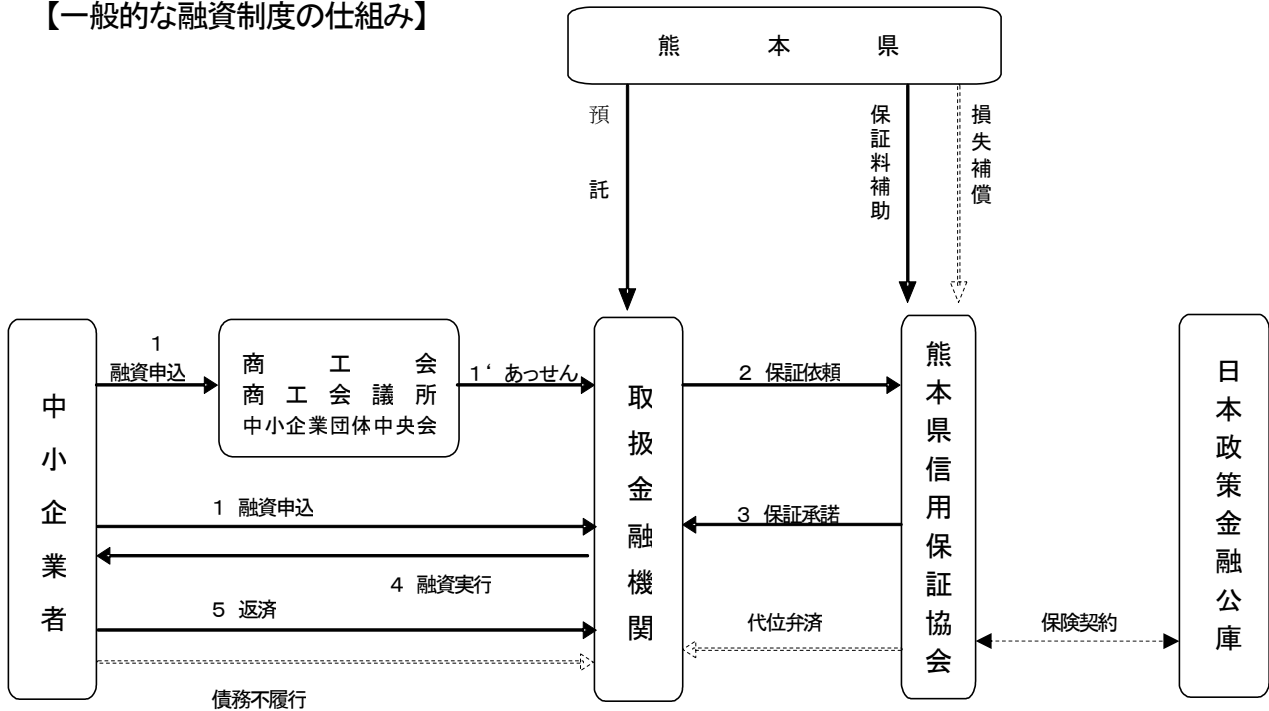 【一般的な融資制度の仕組み】
熊本県
預託
保証料補助
損失補償
中小企業者
1
融資申込
商工会
商工会議所
中小企業団体中央会
1‘ あっせん
取扱金融機関
2 保証依頼
熊本県信用保証協会
日本政策金融公庫
1 融資申込
3 保証承諾
4 融資実行
5 返済
代位弁済
保険契約
債務不履行